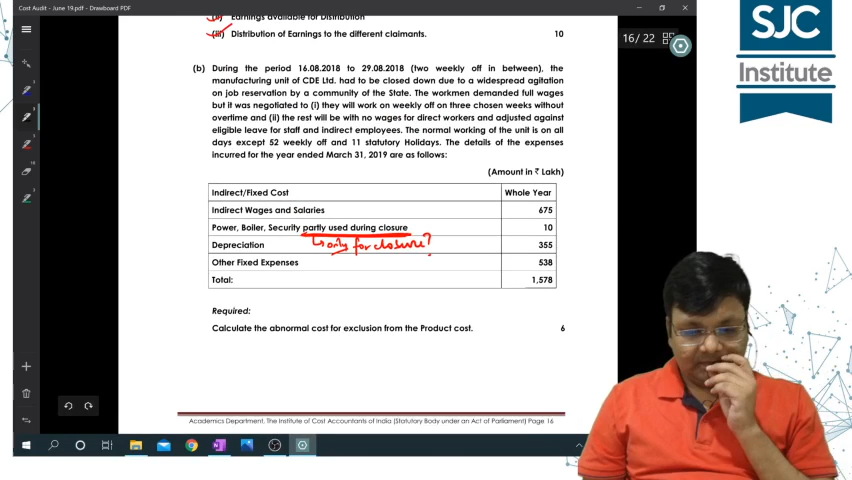 Cost Audit - June 19.pdf - Drawboard PDF
Earnings available for Distribution
(iii) Distribution of Earnings to the different claimants. 10
16/22
SJC
Institute
(b) During the period 16.08.2018 to 29.08.2018 (two weekly off in between), the
manufacturing unit of CDE Ltd. had to be closed down due to a widespread agitation
on job reservation by a community of the State. The workmen demanded full wages
but it was negotiated to (i) they will work on weekly off on three chosen weeks without
overtime and (ii) the rest will be with no wages for direct workers and adjusted against
eligible leave for staff and indirect employees. The normal working of the unit is on all
days except 52 weekly off and 11 statutory Holidays. The details of the expenses
incurred for the year ended March 31, 2019 are as follows:
(Amount in ₹ Lakh)
Indirect/Fixed Cost Whole Year
Indirect Wages and Salaries 675
Power, Boiler, Security partly used during closure 10
↳ only for closure?
Depreciation 355
Other Fixed Expenses 538
Total: 1,578
Required:
Calculate the abnormal cost for exclusion from the Product cost. 6
Academics Department, The Institute of Cost Accountants of India (Statutory Body under an Act of Parliament) Page 16